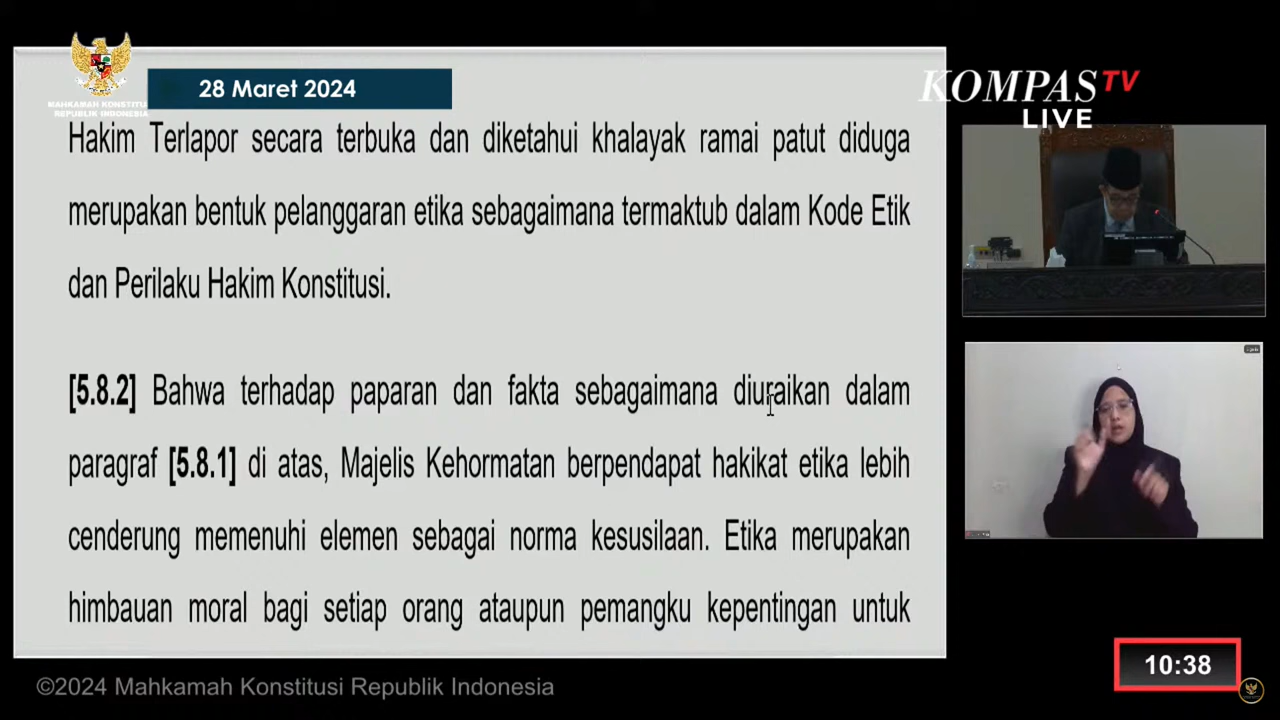 MAHKAMAH KONSTITUSI
REPUBLIK INDONESIA
28 Maret 2024
KOMPAS TV
LIVE
Hakim Terlapor secara terbuka dan diketahui khalayak ramai patut diduga
merupakan bentuk pelanggaran etika sebagaimana termaktub dalam Kode Etik
dan Perilaku Hakim Konstitusi.
[5.8.2] Bahwa terhadap paparan dan fakta sebagaimana diuraikan dalam
paragraf [5.8.1] di atas, Majelis Kehormatan berpendapat hakikat etika lebih
cenderung memenuhi elemen sebagai norma kesusilaan. Etika merupakan
himbauan moral bagi setiap orang ataupun pemangku kepentingan untuk
10:38
©2024 Mahkamah Konstitusi Republik Indonesia